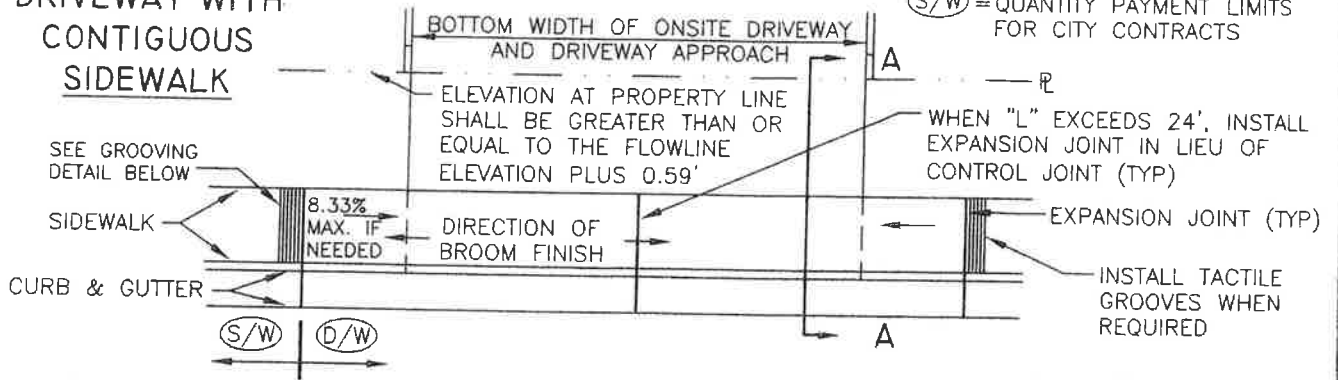 DRIVEWAY WITH
CONTIGUOUS
SIDEWALK
BOTTOM WIDTH OF ONSITE DRIVEWAY
AND DRIVEWAY APPROACH
S/W = QUANTITY PAYMENT LIMITS
FOR CITY CONTRACTS
A
PL
ELEVATION AT PROPERTY LINE
SHALL BE GREATER THAN OR
EQUAL TO THE FLOWLINE
ELEVATION PLUS 0.59'
WHEN "L" EXCEEDS 24', INSTALL
EXPANSION JOINT IN LIEU OF
CONTROL JOINT (TYP)
SEE GROOVING
DETAIL BELOW
SIDEWALK
8.33%
MAX. IF
NEEDED
DIRECTION OF
BROOM FINISH
EXPANSION JOINT (TYP)
CURB & GUTTER
INSTALL TACTILE
GROOVES WHEN
REQUIRED
S/W D/W
A